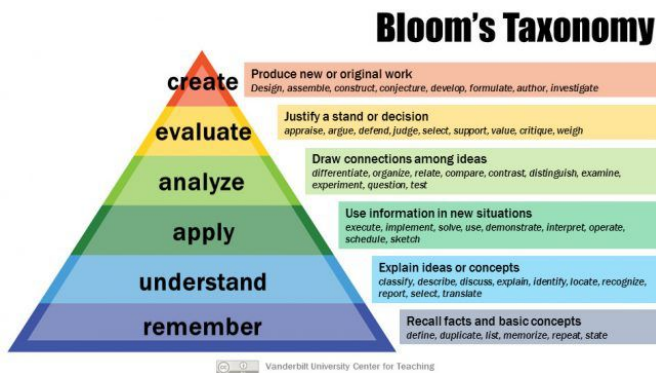 Bloom's Taxonomy
create
Produce new or original work
Design, assemble, construct, conjecture, develop, formulate, author, investigate
evaluate
Justify a stand or decision
appraise, argue, defend, judge, select, support, value, critique, weigh
analyze
Draw connections among ideas
differentiate, organize, relate, compare, contrast, distinguish, examine,
experiment, question, test
apply
Use information in new situations
execute, implement, solve, use, demonstrate, interpret, operate,
schedule, sketch
understand
Explain ideas or concepts
classify, describe, discuss, explain, identify, locate, recognize,
report, select, translate
remember
Recall facts and basic concepts
define, duplicate, list, memorize, repeat, state
Vanderbilt University Center for Teaching